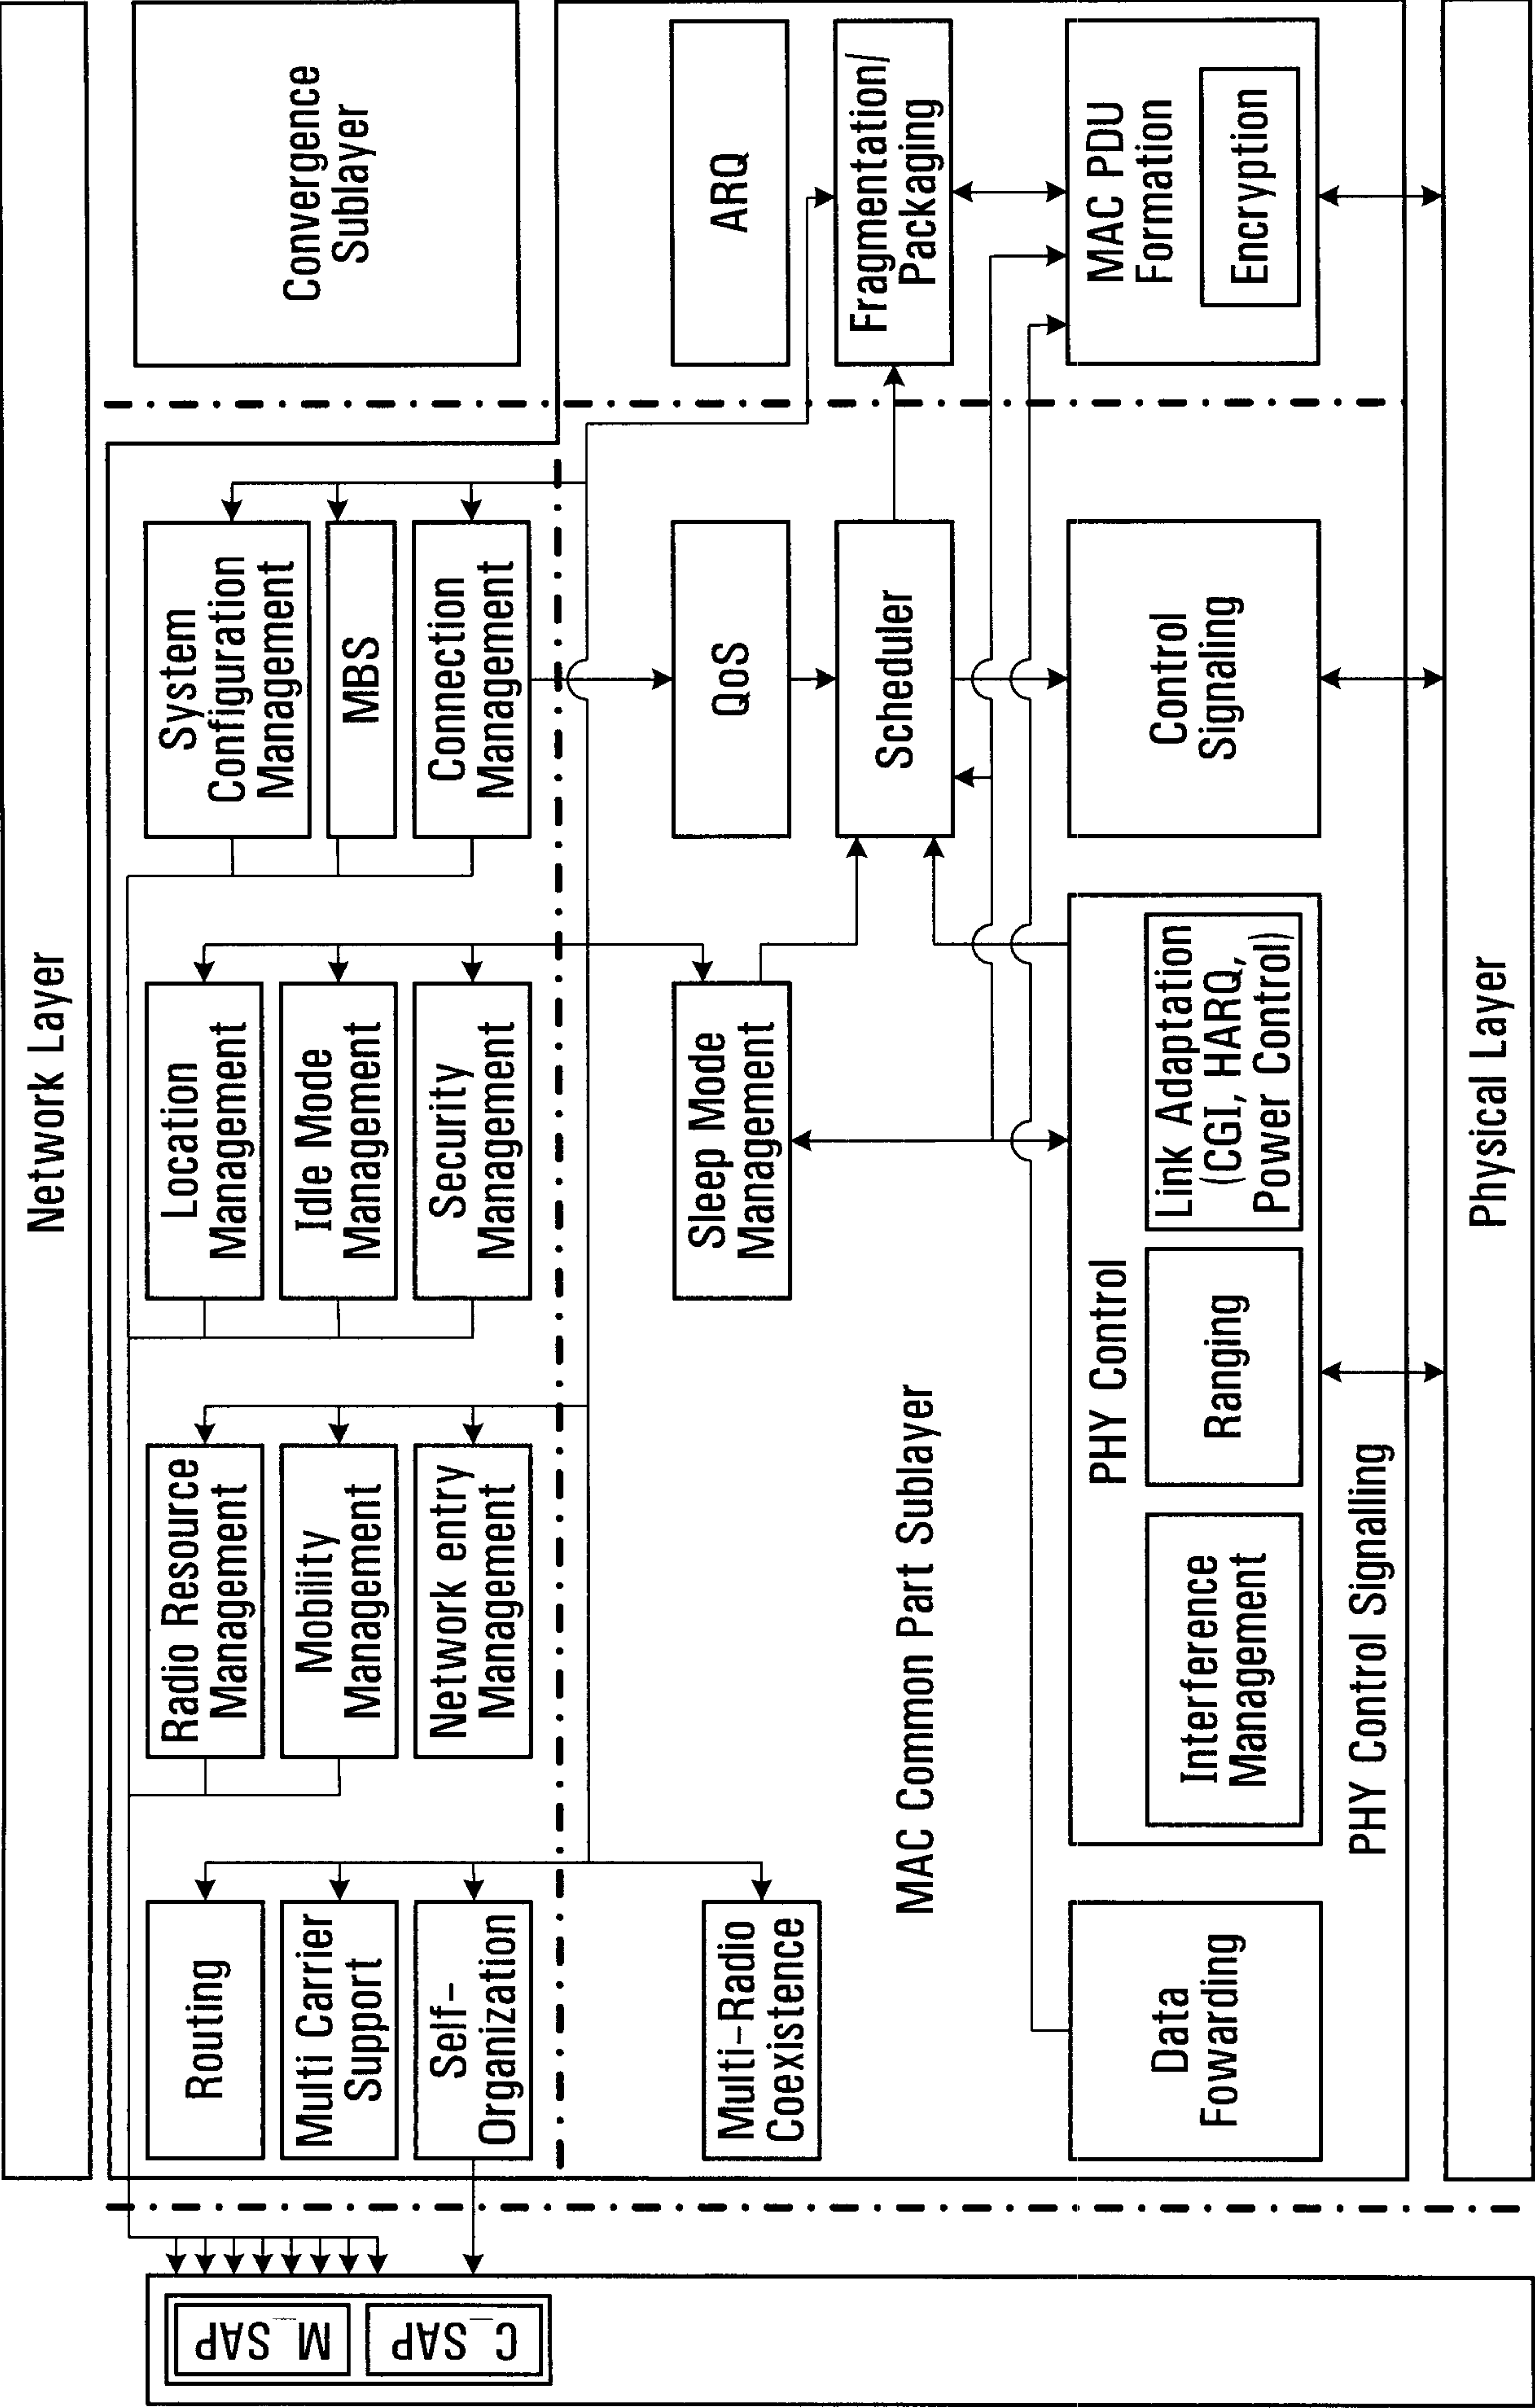 Network Layer
M_SAP
C_SAP
Routing
Multi Carrier
Support
Self-
Organization
Radio Resource
Management
Mobility
Management
Network entry
Management
Location
Management
Idle Mode
Management
Security
Management
System
Configuration
Management
MBS
Connection
Management
Convergence
Sublayer
Multi-Radio
Coexistence
Sleep Mode
Management
QoS
ARQ
MAC Common Part Sublayer
Scheduler
Fragmentation/
Packaging
Data
Fowarding
PHY Control
Interference
Management
Ranging
Link Adaptation
(CGI, HARQ,
Power Control)
Control
Signaling
MAC PDU
Formation
Encryption
PHY Control Signalling
Physical Layer